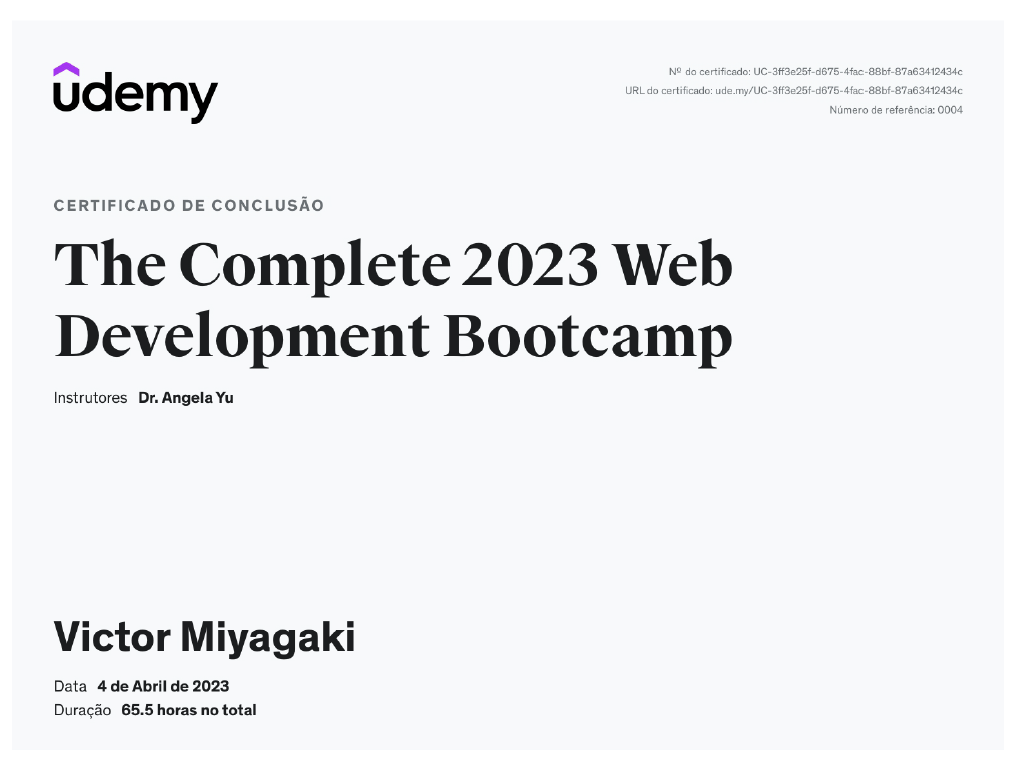 udemy
Nº do certificado: UC-3ff3e25f-d675-4fac-88bf-87a63412434c
URL do certificado: ude.my/UC-3ff3e25f-d675-4fac-88bf-87a63412434c
Número de referência: 0004
CERTIFICADO DE CONCLUSÃO
The Complete 2023 Web
Development Bootcamp
Instrutores Dr. Angela Yu
Victor Miyagaki
Data 4 de Abril de 2023
Duração 65.5 horas no total